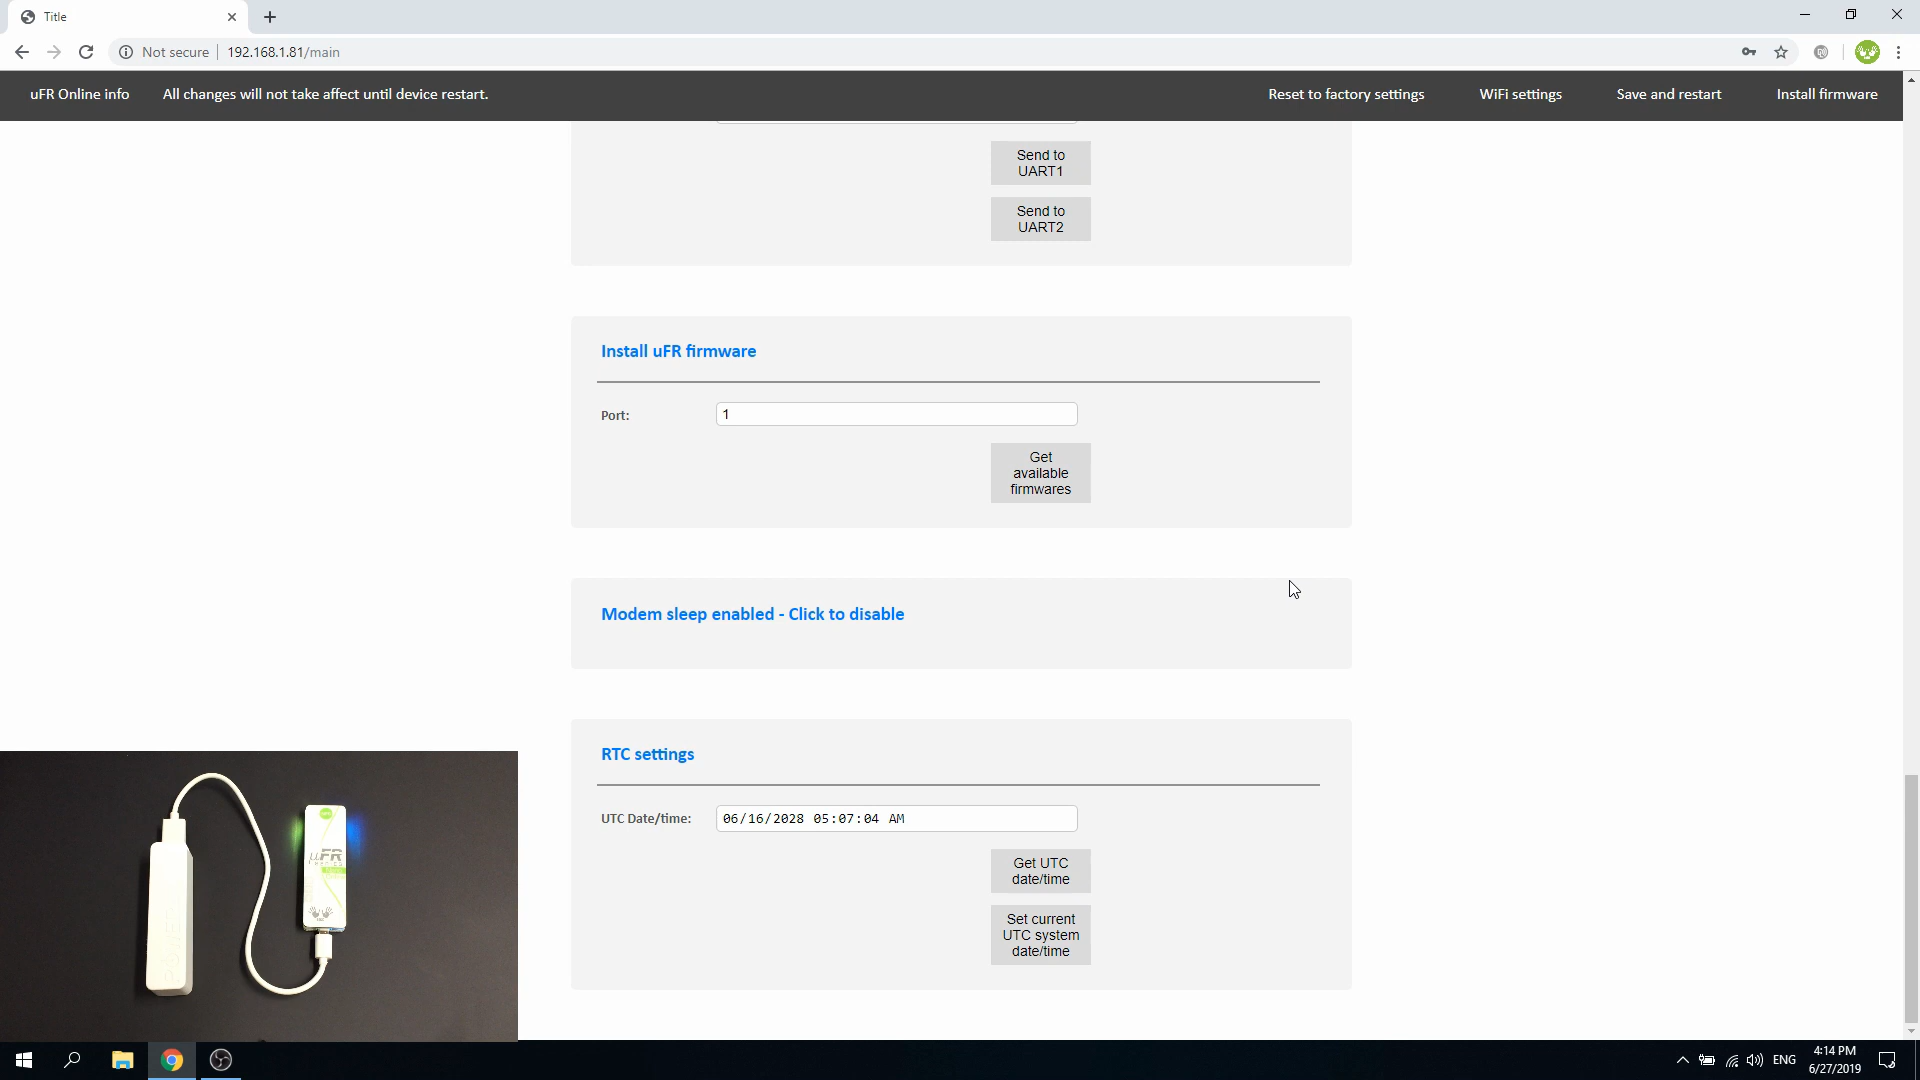 Title
Not secure
192.168.1.81/main
uFR Online info
All changes will not take affect until device restart.
Reset to factory settings
WiFi settings
Save and restart
Install firmware
Send to
UART1
Send to
UART2
Install uFR firmware
Port:
1
Get
available
firmwares
Modem sleep enabled - Click to disable
RTC settings
UTC Date/time:
06/16/2028 05:07:04 AM
Get UTC
date/time
Set current
UTC system
date/time
µFR
ENG
4:14 PM
6/27/2019